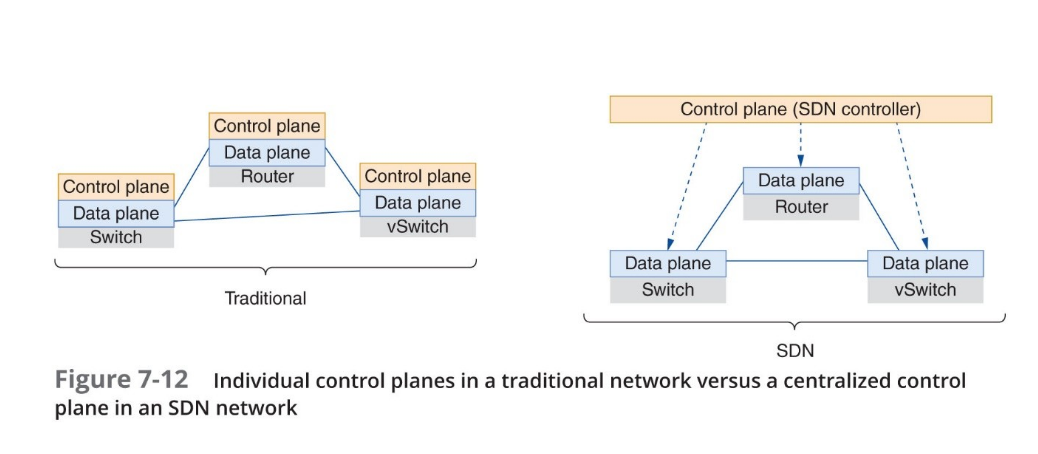 Control plane
Data plane
Router
Control plane
Data plane
Switch
Control plane
Data plane
vSwitch
Traditional
Control plane (SDN controller)
Data plane
Router
Data plane
Switch
Data plane
vSwitch
SDN
Figure 7-12 Individual control planes in a traditional network versus a centralized control
plane in an SDN network